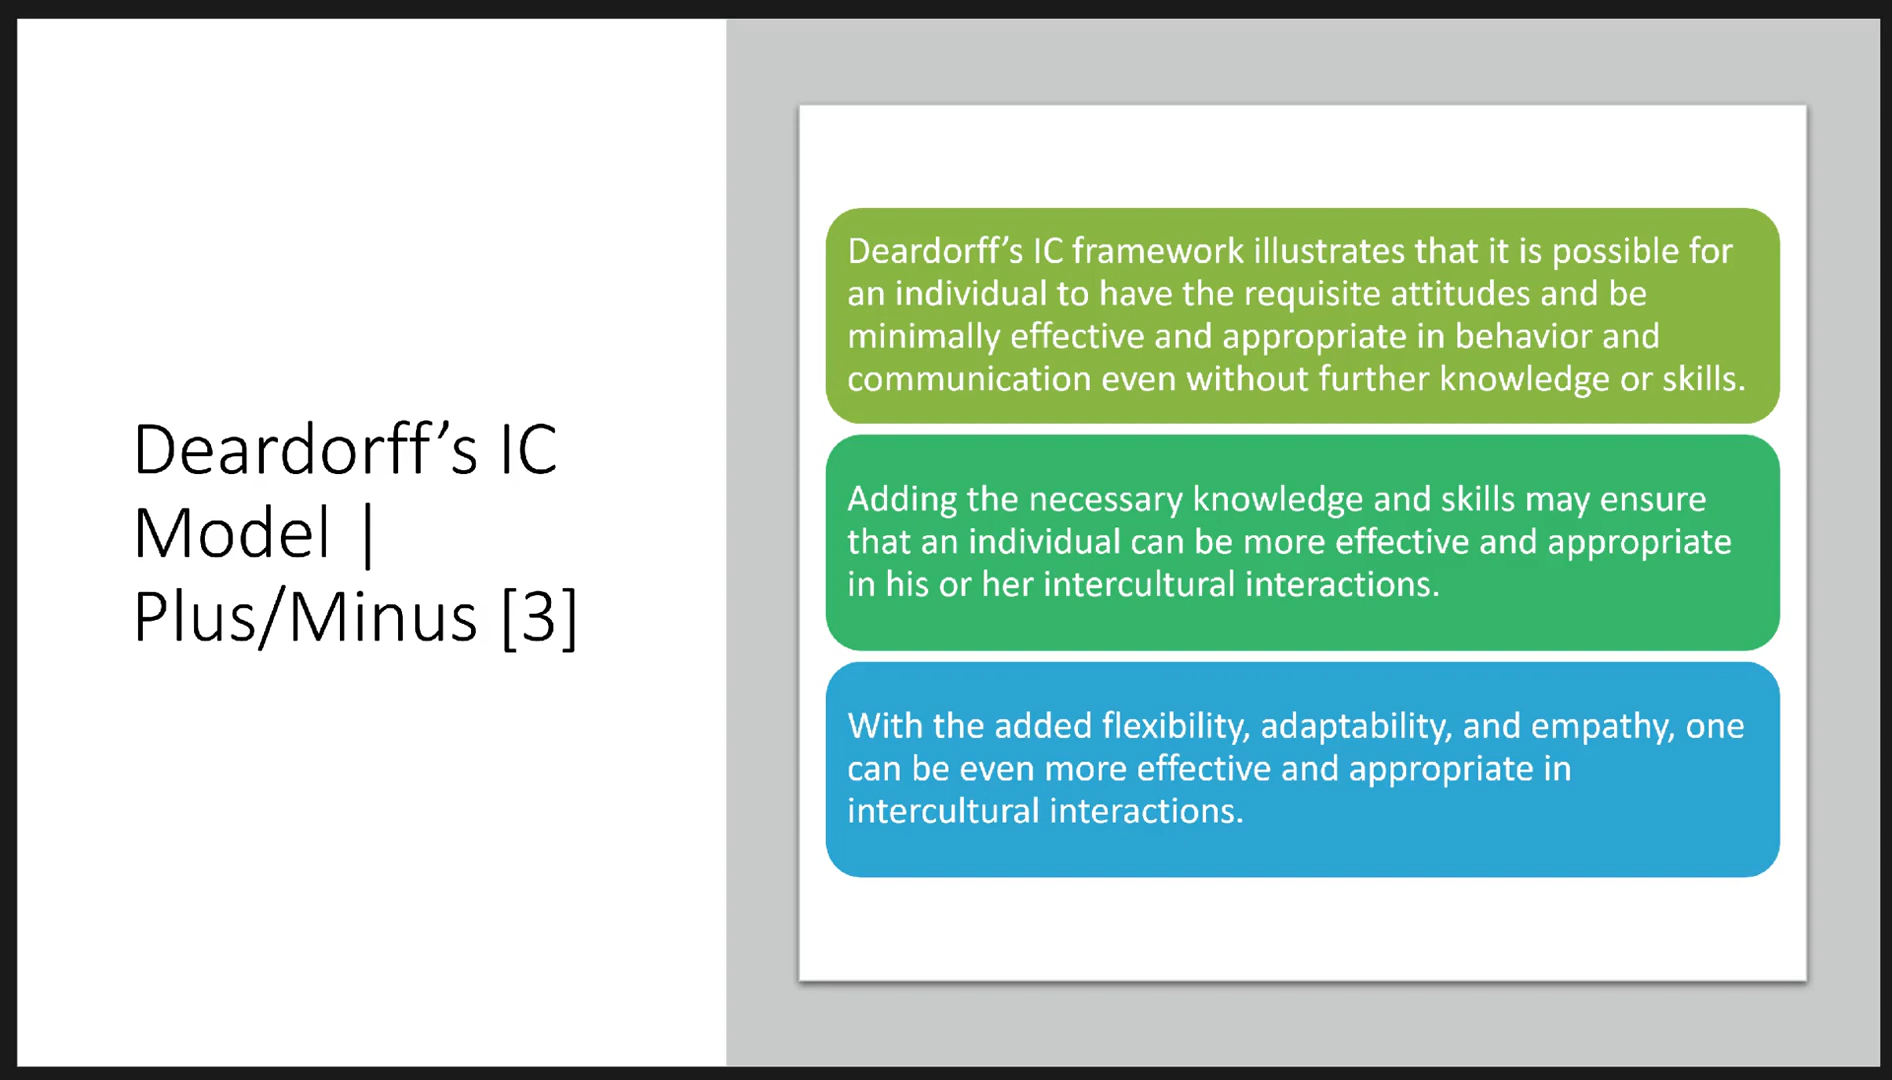 Deardorff’s IC
Model |
Plus/Minus [3]
Deardorff’s IC framework illustrates that it is possible for
an individual to have the requisite attitudes and be
minimally effective and appropriate in behavior and
communication even without further knowledge or skills.
Adding the necessary knowledge and skills may ensure
that an individual can be more effective and appropriate
in his or her intercultural interactions.
With the added flexibility, adaptability, and empathy, one
can be even more effective and appropriate in
intercultural interactions.